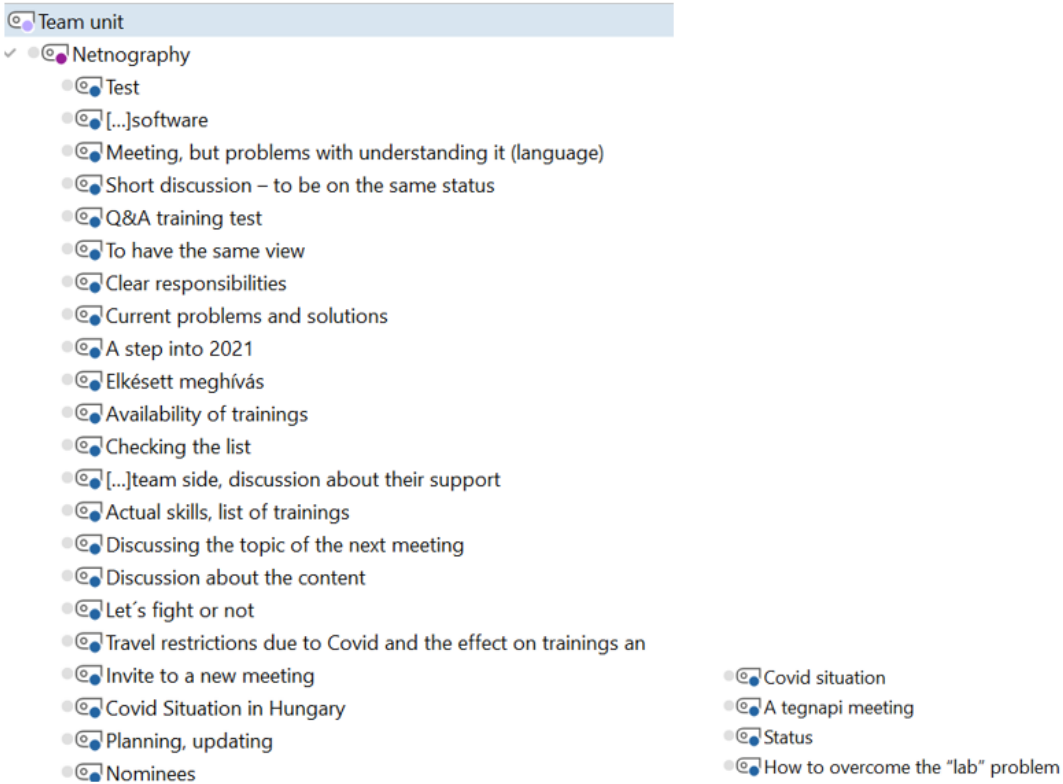 Team unit
Netnography
Test
[...]software
Meeting, but problems with understanding it (language)
Short discussion – to be on the same status
Q&A training test
To have the same view
Clear responsibilities
Current problems and solutions
A step into 2021
Elkésett meghívás
Availability of trainings
Checking the list
[...]team side, discussion about their support
Actual skills, list of trainings
Discussing the topic of the next meeting
Discussion about the content
Let´s fight or not
Travel restrictions due to Covid and the effect on trainings an
Invite to a new meeting
Covid Situation in Hungary
Planning, updating
Nominees
Covid situation
A tegnapi meeting
Status
How to overcome the “lab” problem